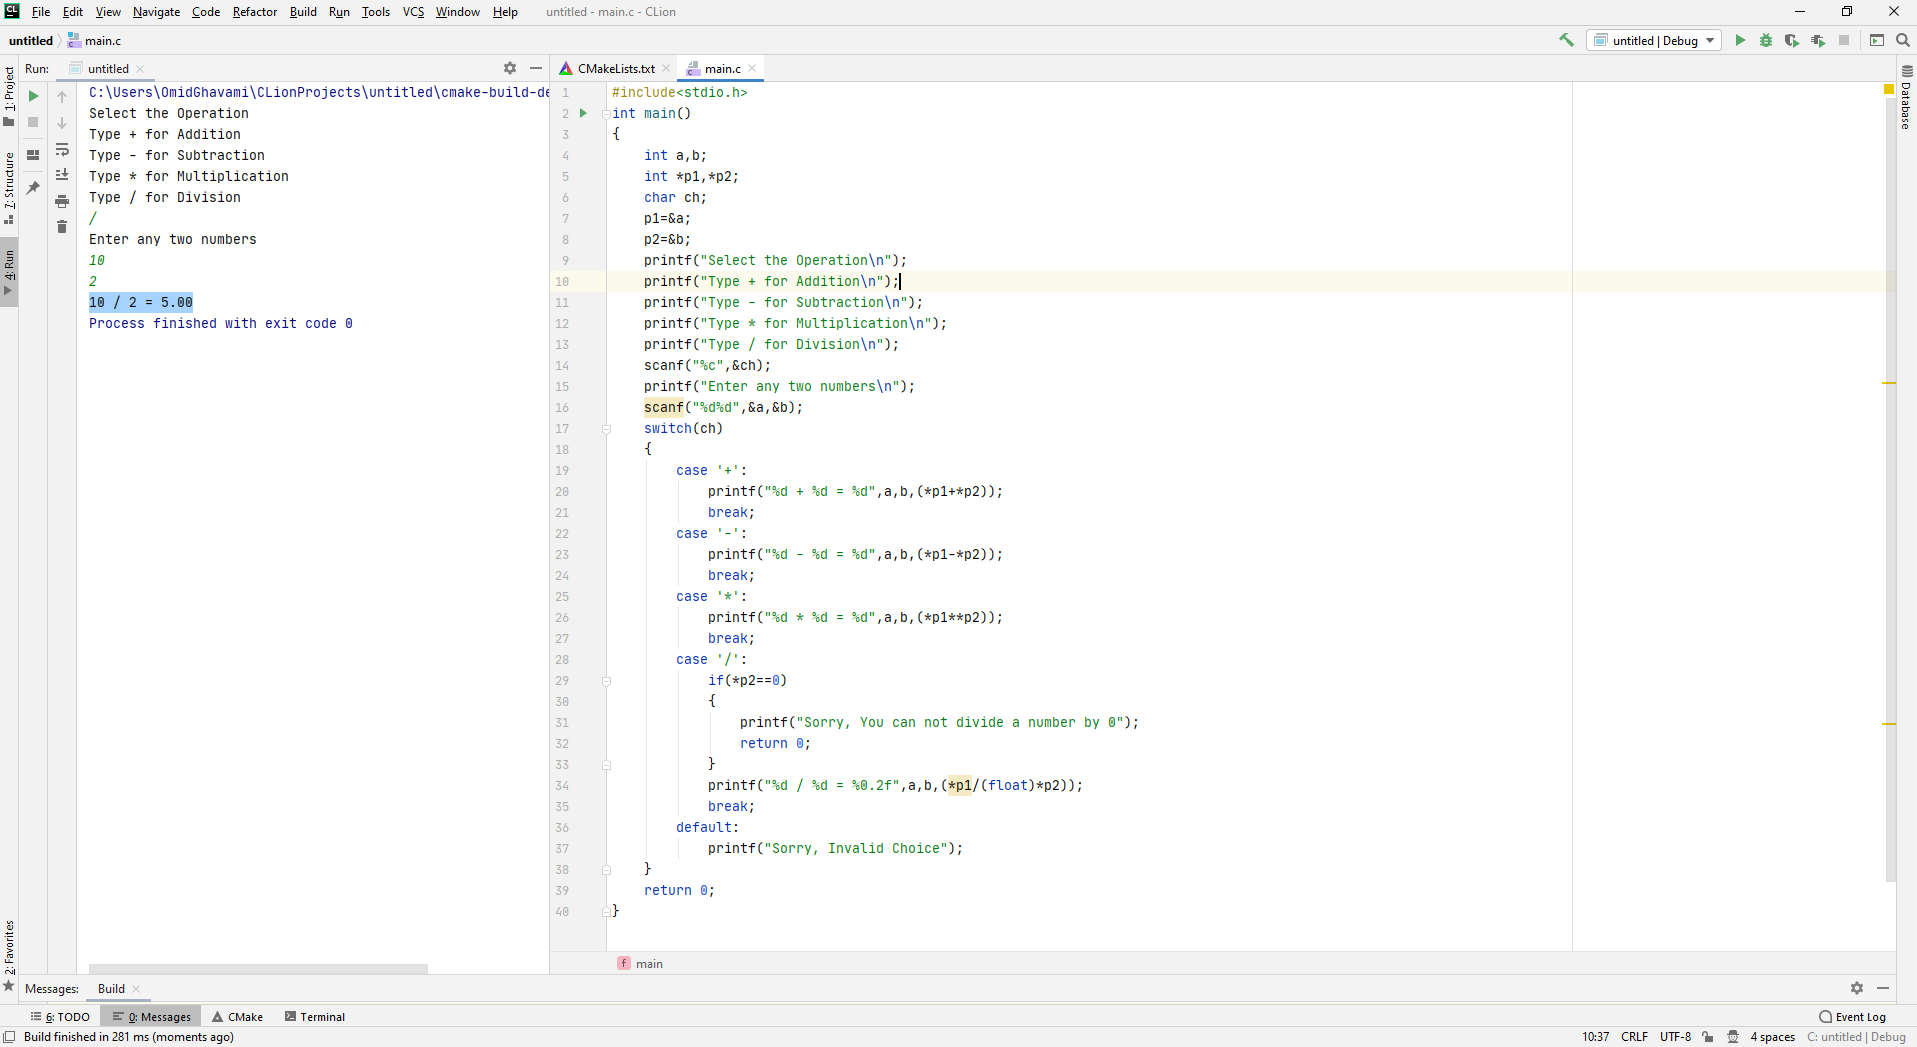 File Edit View Navigate Code Refactor Build Run Tools VCS Window Help untitled - main.c - CLion
untitled main.c untitled | Debug
Run: untitled
C:\Users\OmidGhavami\CLionProjects\untitled\cmake-build-de
Select the Operation
Type + for Addition
Type - for Subtraction
Type * for Multiplication
Type / for Division
/
Enter any two numbers
10
2
10 / 2 = 5.00
Process finished with exit code 0
CMakeLists.txt main.c
1 #include<stdio.h>
2 int main()
3 {
4     int a,b;
5     int *p1,*p2;
6     char ch;
7     p1=&a;
8     p2=&b;
9     printf("Select the Operation\n");
10     printf("Type + for Addition\n");
11     printf("Type - for Subtraction\n");
12     printf("Type * for Multiplication\n");
13     printf("Type / for Division\n");
14     scanf("%c",&ch);
15     printf("Enter any two numbers\n");
16     scanf("%d%d",&a,&b);
17     switch(ch)
18     {
19         case '+':
20             printf("%d + %d = %d",a,b,(*p1+*p2));
21             break;
22         case '-':
23             printf("%d - %d = %d",a,b,(*p1-*p2));
24             break;
25         case '*':
26             printf("%d * %d = %d",a,b,(*p1**p2));
27             break;
28         case '/':
29             if(*p2==0)
30             {
31                 printf("Sorry, You can not divide a number by 0");
32                 return 0;
33             }
34             printf("%d / %d = %0.2f",a,b,(*p1/(float)*p2));
35             break;
36         default:
37             printf("Sorry, Invalid Choice");
38     }
39     return 0;
40 }
f main
1: Project
7: Structure
4: Run
2: Favorites
Database
Messages: Build
6: TODO 0: Messages CMake Terminal Event Log
Build finished in 281 ms (moments ago) 10:37 CRLF UTF-8 4 spaces C: untitled | Debug